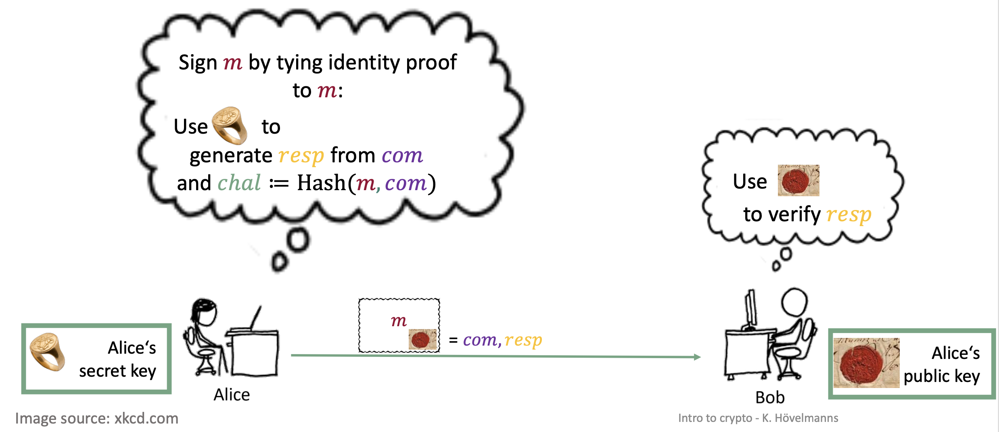 Sign m by tying identity proof
to m:
Use to
generate resp from com
and chal := Hash(m, com)
Use
to verify resp
m
= com, resp
Alice‘s
secret key
Alice
Bob
Alice‘s
public key
Image source: xkcd.com
Intro to crypto - K. Hövelmanns